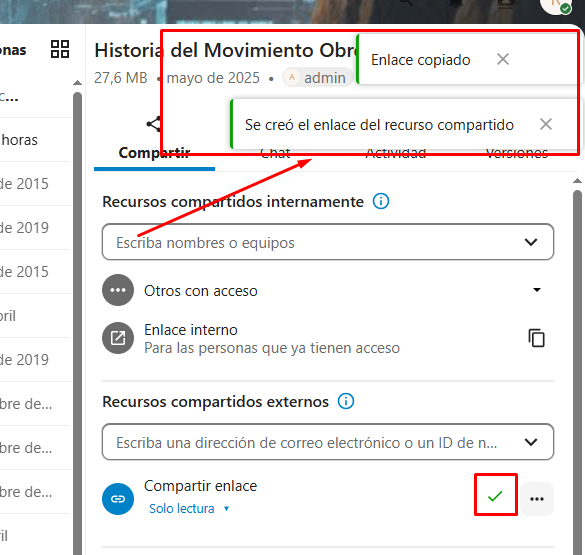 onas
Historia del Movimiento Obre
Enlace copiado
27,6 MB • mayo de 2025 • A admin
c...
Se creó el enlace del recurso compartido
horas
Compartir Chat Actividad Versiones
de 2015
Recursos compartidos internamente
de 2019
Escriba nombres o equipos
de 2015
Otros con acceso
bril
Enlace interno
Para las personas que ya tienen acceso
de 2019
Recursos compartidos externos
bre de...
Escriba una dirección de correo electrónico o un ID de n...
bre de...
Compartir enlace
bre de...
Solo lectura
il